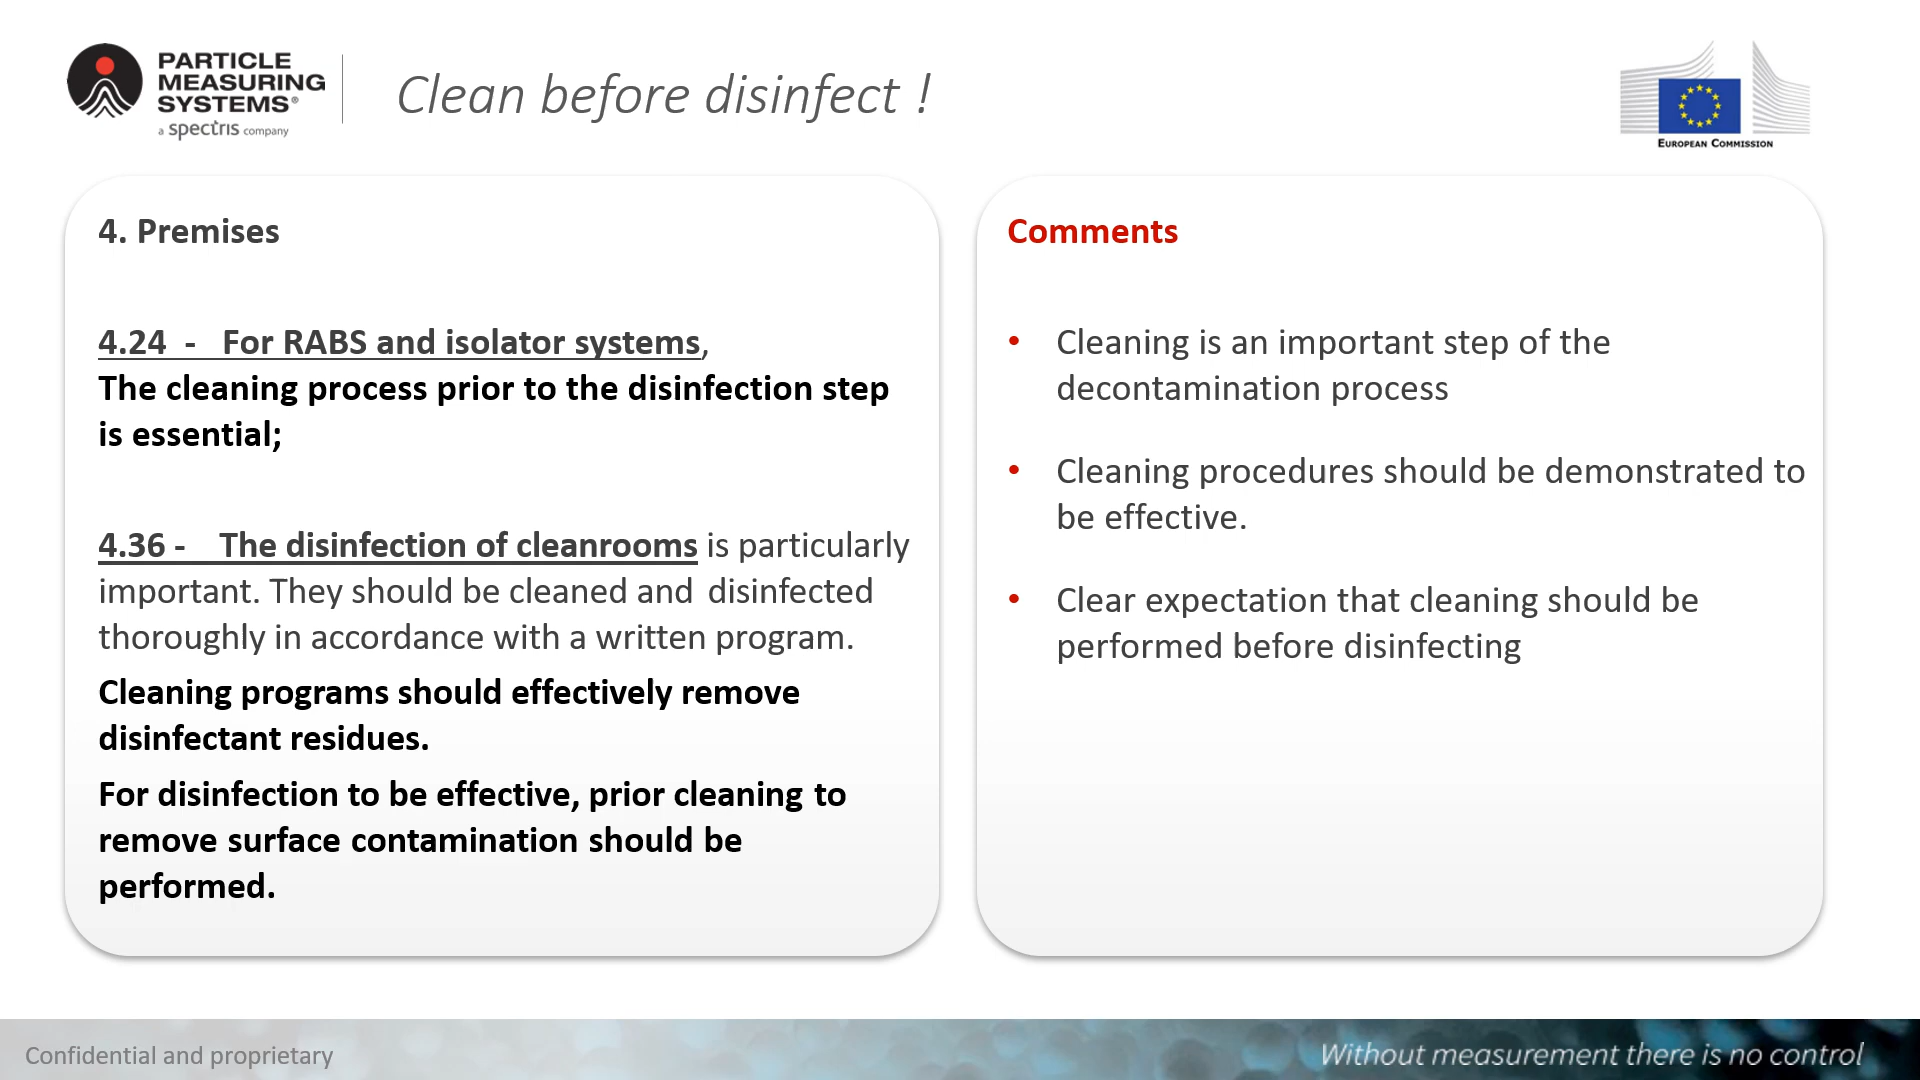 PARTICLE
MEASURING
SYSTEMS®
a spectris company
Clean before disinfect !
EUROPEAN COMMISSION
4. Premises
4.24 - For RABS and isolator systems,
The cleaning process prior to the disinfection step
is essential;
4.36 - The disinfection of cleanrooms is particularly
important. They should be cleaned and disinfected
thoroughly in accordance with a written program.
Cleaning programs should effectively remove
disinfectant residues.
For disinfection to be effective, prior cleaning to
remove surface contamination should be
performed.
Comments
• Cleaning is an important step of the
decontamination process
• Cleaning procedures should be demonstrated to
be effective.
• Clear expectation that cleaning should be
performed before disinfecting
Confidential and proprietary
Without measurement there is no control